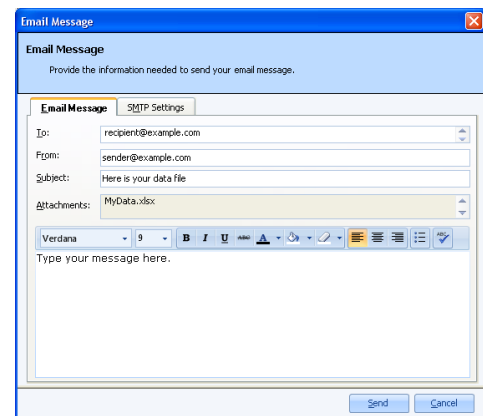 Email Message
Email Message
Provide the information needed to send your email message.
Email Message SMTP Settings
To: recipient@example.com
From: sender@example.com
Subject: Here is your data file
Attachments: MyData.xlsx
Verdana 9 B I U abc A ABC
Type your message here.
Send Cancel